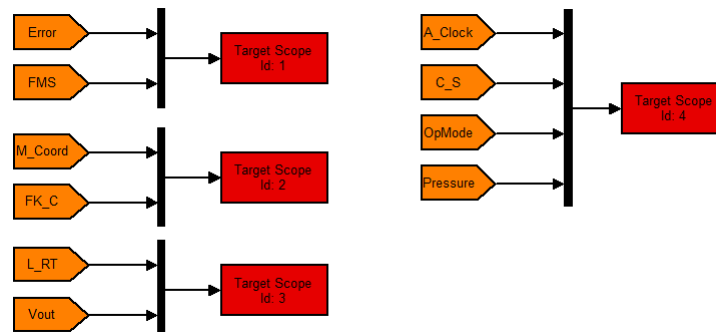 Error
FMS
Target Scope
Id: 1
M_Coord
FK_C
Target Scope
Id: 2
L_RT
Vout
Target Scope
Id: 3
A_Clock
C_S
OpMode
Pressure
Target Scope
Id: 4